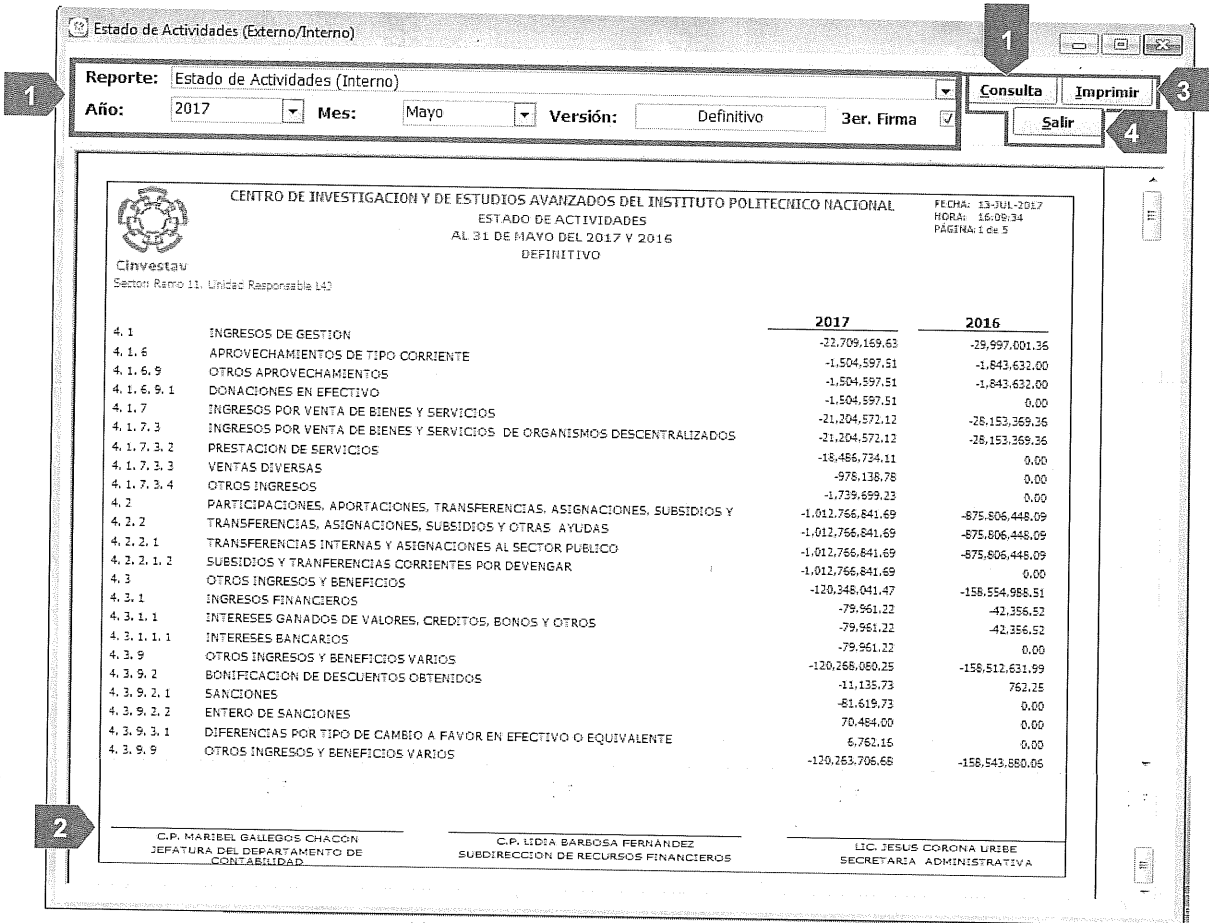 Estado de Actividades (Externo/Interno)
1
1
Reporte: Estado de Actividades (Interno)
Consulta Imprimir 3
Año: 2017 Mes: Mayo Versión: Definitivo 3er. Firma
Salir 4
CENTRO DE INVESTIGACION Y DE ESTUDIOS AVANZADOS DEL INSTITUTO POLITECNICO NACIONAL
ESTADO DE ACTIVIDADES
AL 31 DE MAYO DEL 2017 Y 2016
DEFINITIVO
FECHA: 13-JUL-2017
HORA: 16:09:34
PÁGINA: 1 de 5
Cinvestav
Sector: Ramo 11, Unidad Responsable L4J
2017 2016
4. 1 INGRESOS DE GESTION -22,709,169.63 -29,997,001.36
4. 1. 6 APROVECHAMIENTOS DE TIPO CORRIENTE -1,504,597.51 -1,843,632.00
4. 1. 6. 9 OTROS APROVECHAMIENTOS -1,504,597.51 -1,843,632.00
4. 1. 6. 9. 1 DONACIONES EN EFECTIVO -1,504,597.51 0.00
4. 1. 7 INGRESOS POR VENTA DE BIENES Y SERVICIOS -21,204,572.12 -28,153,369.36
4. 1. 7. 3 INGRESOS POR VENTA DE BIENES Y SERVICIOS DE ORGANISMOS DESCENTRALIZADOS -21,204,572.12 -28,153,369.36
4. 1. 7. 3. 2 PRESTACION DE SERVICIOS -18,486,734.11 0.00
4. 1. 7. 3. 3 VENTAS DIVERSAS -978,138.78 0.00
4. 1. 7. 3. 4 OTROS INGRESOS -1,739,699.23 0.00
4. 2 PARTICIPACIONES, APORTACIONES, TRANSFERENCIAS, ASIGNACIONES, SUBSIDIOS Y -1,012,766,841.69 -875,806,448.09
4. 2. 2 TRANSFERENCIAS, ASIGNACIONES, SUBSIDIOS Y OTRAS AYUDAS -1,012,766,841.69 -875,806,448.09
4. 2. 2. 1 TRANSFERENCIAS INTERNAS Y ASIGNACIONES AL SECTOR PUBLICO -1,012,766,841.69 -875,806,448.09
4. 2. 2. 1. 2 SUBSIDIOS Y TRANFERENCIAS CORRIENTES POR DEVENGAR -1,012,766,841.69 0.00
4. 3 OTROS INGRESOS Y BENEFICIOS -120,348,041.47 -158,554,988.51
4. 3. 1 INGRESOS FINANCIEROS -79,961.22 -42,356.52
4. 3. 1. 1 INTERESES GANADOS DE VALORES, CREDITOS, BONOS Y OTROS -79,961.22 -42,356.52
4. 3. 1. 1. 1 INTERESES BANCARIOS -79,961.22 0.00
4. 3. 9 OTROS INGRESOS Y BENEFICIOS VARIOS -120,268,080.25 -158,512,631.99
4. 3. 9. 2 BONIFICACION DE DESCUENTOS OBTENIDOS -11,135.73 762.25
4. 3. 9. 2. 1 SANCIONES -81,619.73 0.00
4. 3. 9. 2. 2 ENTERO DE SANCIONES 70,484.00 0.00
4. 3. 9. 3. 1 DIFERENCIAS POR TIPO DE CAMBIO A FAVOR EN EFECTIVO O EQUIVALENTE 6,762.16 0.00
4. 3. 9. 9 OTROS INGRESOS Y BENEFICIOS VARIOS -120,263,706.68 -158,543,880.06
2
C.P. MARIBEL GALLEGOS CHACON
JEFATURA DEL DEPARTAMENTO DE
CONTABILIDAD
C.P. LIDIA BARBOSA FERNANDEZ
SUBDIRECCION DE RECURSOS FINANCIEROS
LIC. JESUS CORONA URIBE
SECRETARIA ADMINISTRATIVA